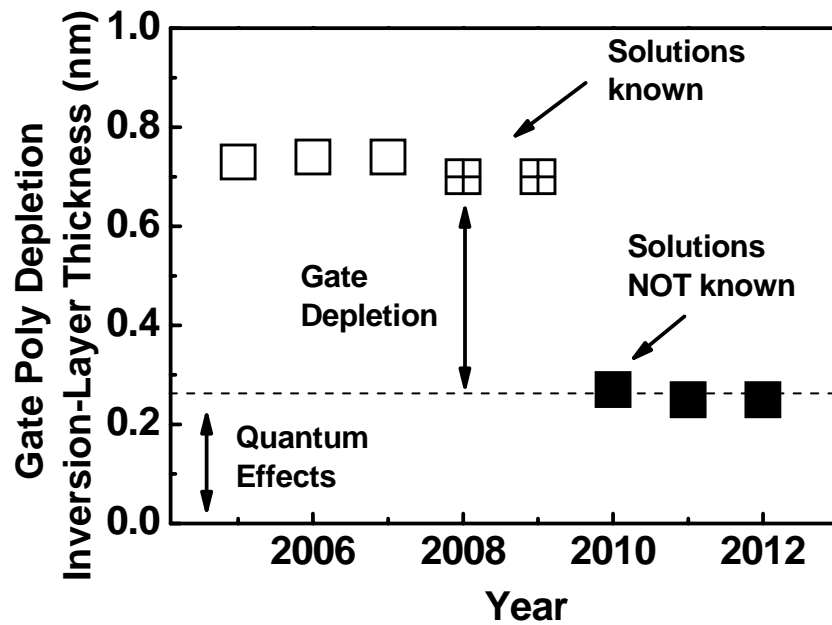 Gate Poly Depletion
Inversion-Layer Thickness (nm)
1.0
0.8
0.6
0.4
0.2
0.0
Solutions
known
Gate
Depletion
Solutions
NOT known
Quantum
Effects
2006
2008
2010
2012
Year